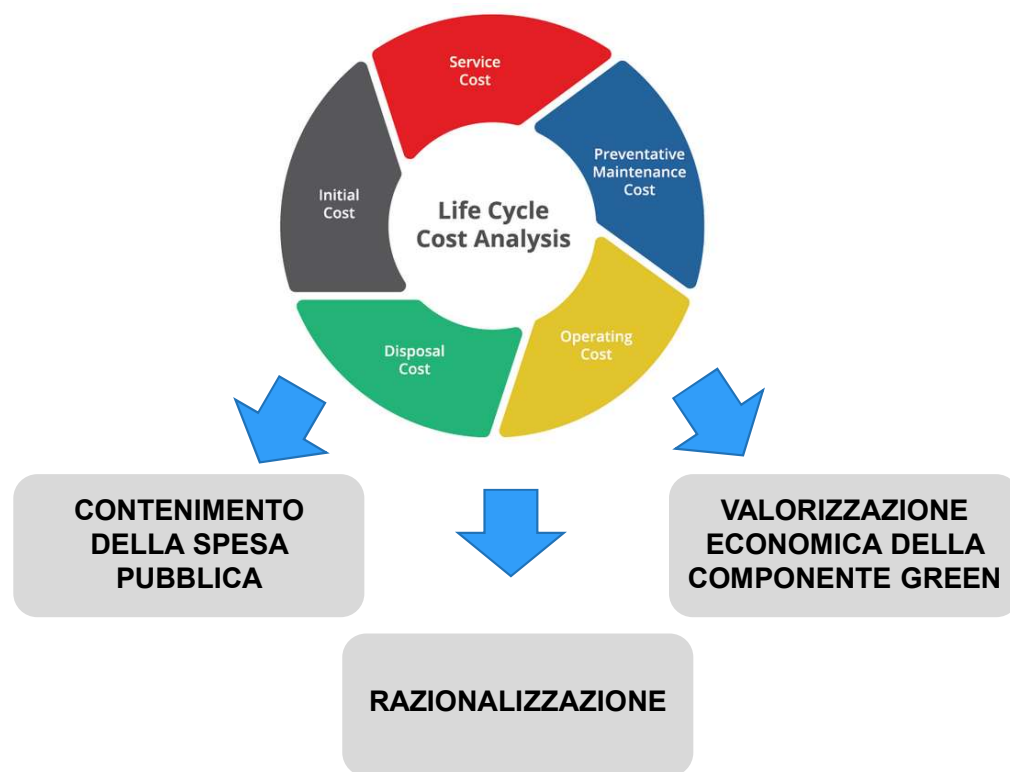 Service
Cost
Preventative
Maintenance
Cost
Initial
Cost
Life Cycle
Cost Analysis
Operating
Cost
Disposal
Cost
CONTENIMENTO
DELLA SPESA
PUBBLICA
VALORIZZAZIONE
ECONOMICA DELLA
COMPONENTE GREEN
RAZIONALIZZAZIONE